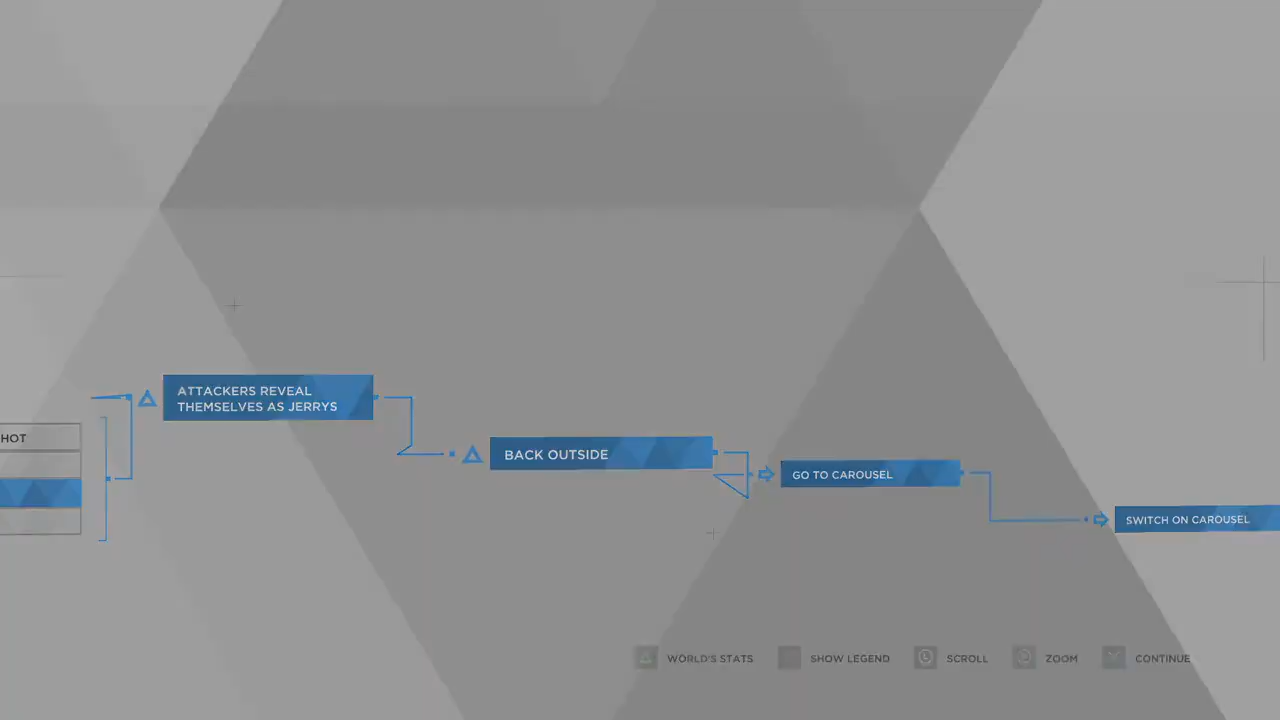 ATTACKERS REVEAL
THEMSELVES AS JERRYS
HOT
BACK OUTSIDE
GO TO CAROUSEL
SWITCH ON CAROUSEL
WORLD'S STATS
SHOW LEGEND
SCROLL
ZOOM
CONTINUE